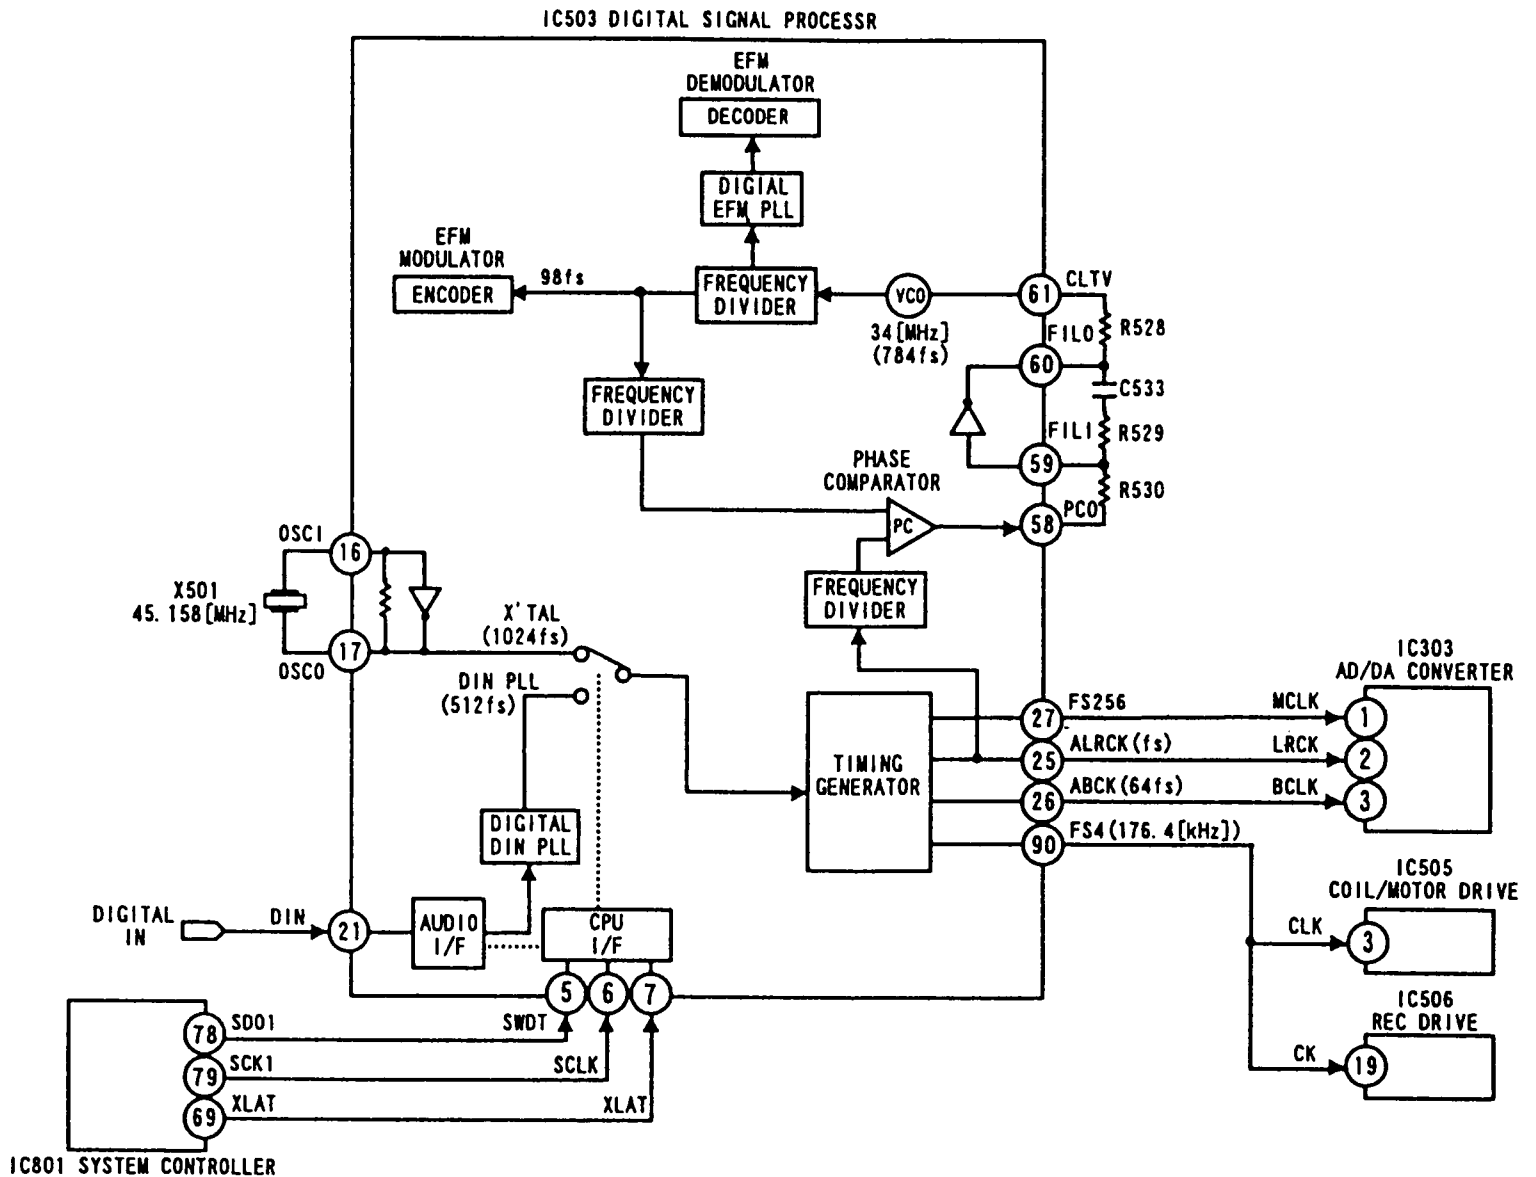 IC503 DIGITAL SIGNAL PROCESSR
EFM
DEMODULATOR
DECODER
DIGIAL
EFM PLL
EFM
MODULATOR
ENCODER
98fs
FREQUENCY
DIVIDER
VCO
34[MHz]
(784fs)
61
CLTV
R528
FILO
60
C533
FREQUENCY
DIVIDER
FILI
R529
59
R530
PHASE
COMPARATOR
PC
58
PCO
OSCI
16
X501
45.158[MHz]
17
OSCO
X'TAL
(1024fs)
DIN PLL
(512fs)
FREQUENCY
DIVIDER
IC303
AD/DA CONVERTER
27
FS256
MCLK
1
TIMING
GENERATOR
25
ALRCK(fs)
LRCK
2
26
ABCK(64fs)
BCLK
3
90
FS4(176.4[kHz])
DIGITAL
DIN PLL
IC505
COIL/MOTOR DRIVE
CLK
3
DIGITAL
IN
DIN
21
AUDIO
I/F
CPU
I/F
5
6
7
IC506
REC DRIVE
CK
19
78
SDO1
SWDT
79
SCK1
SCLK
69
XLAT
XLAT
IC801 SYSTEM CONTROLLER